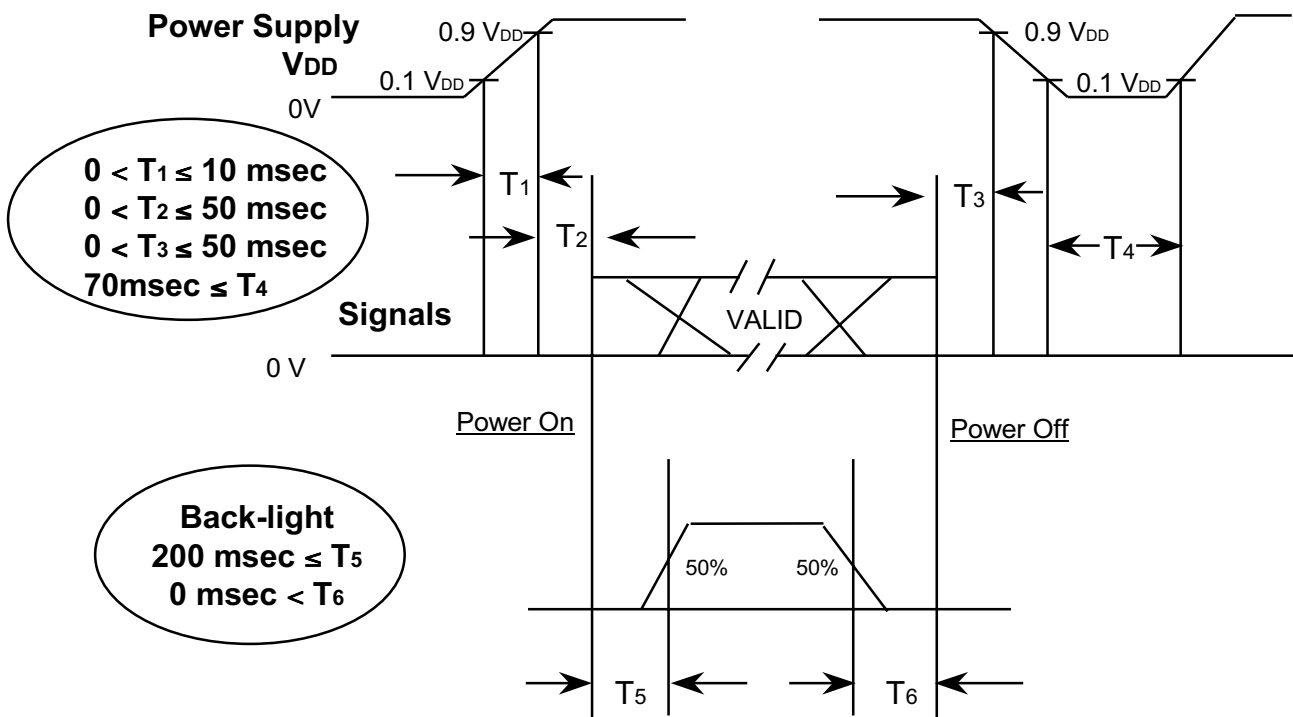 Power Supply
VDD
0.9 VDD
0.1 VDD
0V
0.9 VDD
0.1 VDD
0 < T1 ≤ 10 msec
0 < T2 ≤ 50 msec
0 < T3 ≤ 50 msec
70msec ≤ T4
T1
T2
T3
T4
Signals
VALID
0 V
Power On
Power Off
Back-light
200 msec ≤ T5
0 msec < T6
50%
50%
T5
T6